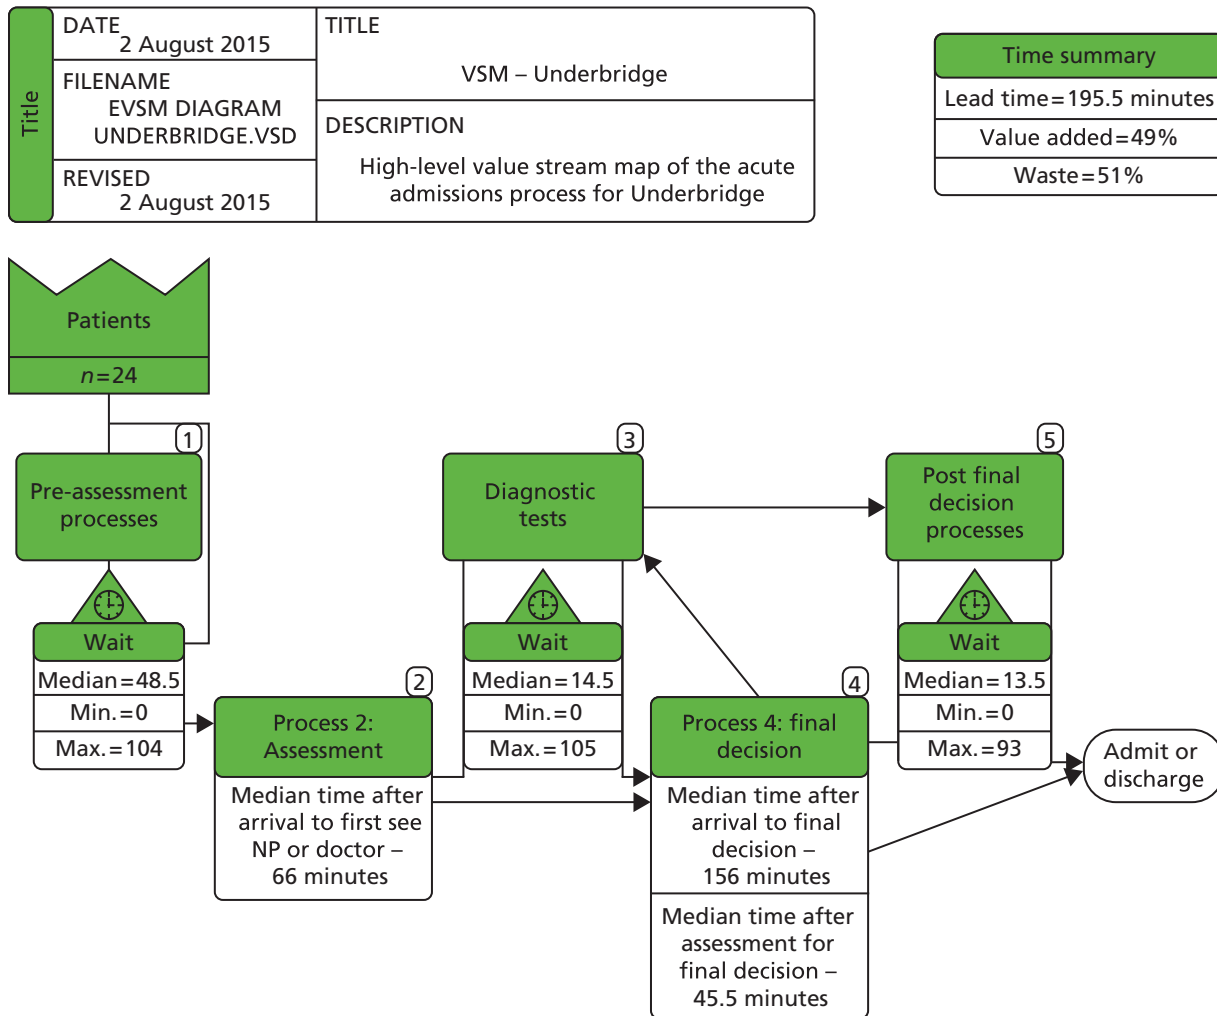 Title
DATE
2 August 2015
FILENAME
EVSM DIAGRAM
UNDERBRIDGE.VSD
REVISED
2 August 2015
TITLE
VSM – Underbridge
DESCRIPTION
High-level value stream map of the acute
admissions process for Underbridge
Time summary
Lead time=195.5 minutes
Value added=49%
Waste=51%
Patients
n=24
1
Pre-assessment
processes
Wait
Median=48.5
Min.=0
Max.=104
2
Process 2:
Assessment
Median time after
arrival to first see
NP or doctor –
66 minutes
3
Diagnostic
tests
Wait
Median=14.5
Min.=0
Max.=105
4
Process 4: final
decision
Median time after
arrival to final
decision –
156 minutes
Median time after
assessment for
final decision –
45.5 minutes
5
Post final
decision
processes
Wait
Median=13.5
Min.=0
Max.=93
Admit or
discharge